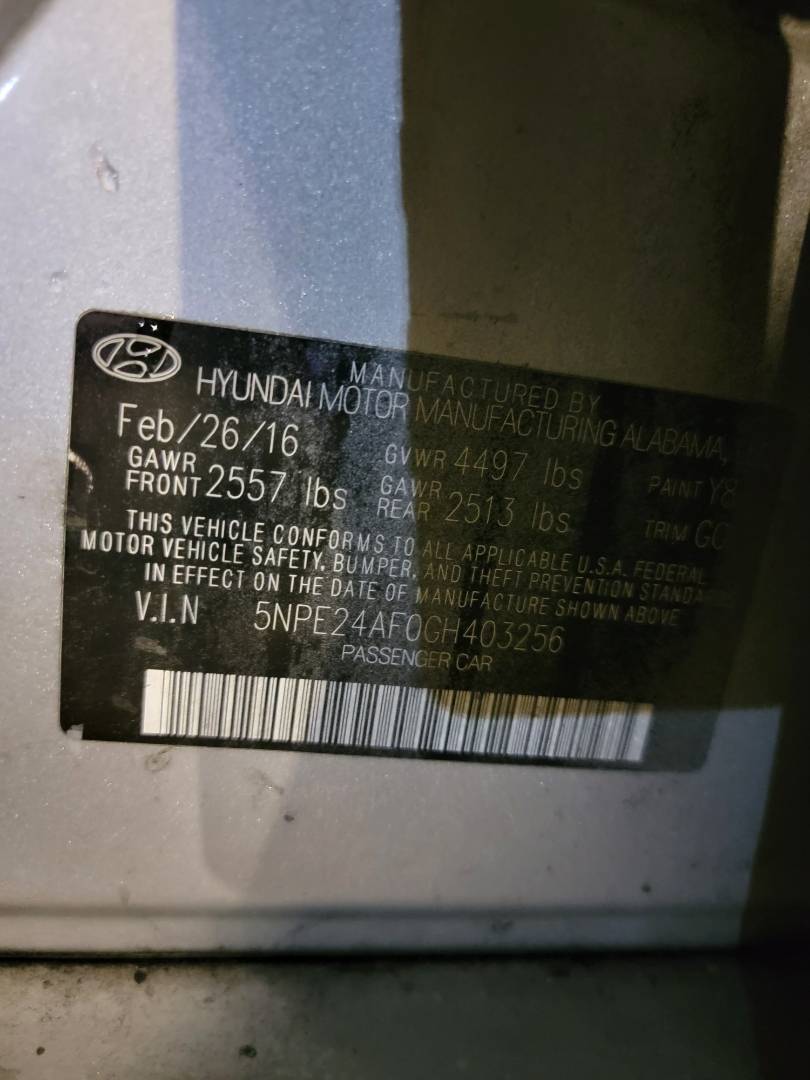 MANUFACTURED BY
HYUNDAI MOTOR MANUFACTURING ALABAMA,
Feb/26/16 GVWR 4497 lbs PAINT Y8
GAWR FRONT 2557 lbs GAWR REAR 2513 lbs TRIM GC
THIS VEHICLE CONFORMS TO ALL APPLICABLE U.S.A. FEDERAL
MOTOR VEHICLE SAFETY, BUMPER, AND THEFT PREVENTION STANDA
IN EFFECT ON THE DATE OF MANUFACTURE SHOWN ABOVE
V.I.N 5NPE24AF0GH403256
PASSENGER CAR